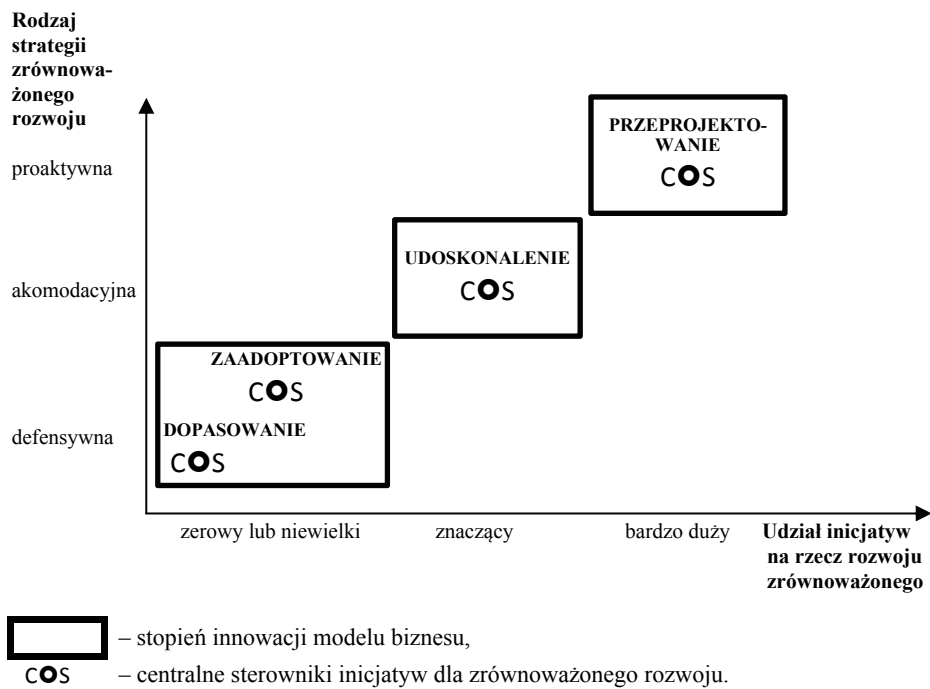 Rodzaj
strategii
zrównowa-
żonego
rozwoju
proaktywna
akomodacyjna
defensywna
PRZEPROJEKTO-
WANIE
COS
UDOSKONALENIE
COS
ZAADOPTOWANIE
COS
DOPASOWANIE
COS
zerowy lub niewielki
znaczący
bardzo duży
Udział inicjatyw
na rzecz rozwoju
zrównoważonego
– stopień innowacji modelu biznesu,
COS – centralne sterowniki inicjatyw dla zrównoważonego rozwoju.